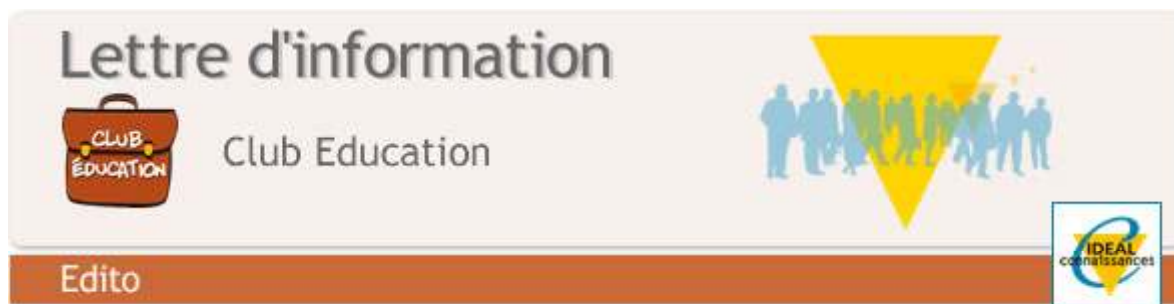 Lettre d'information
CLUB
ÉDUCATION
Club Education
IDEAL
connaissances
Edito